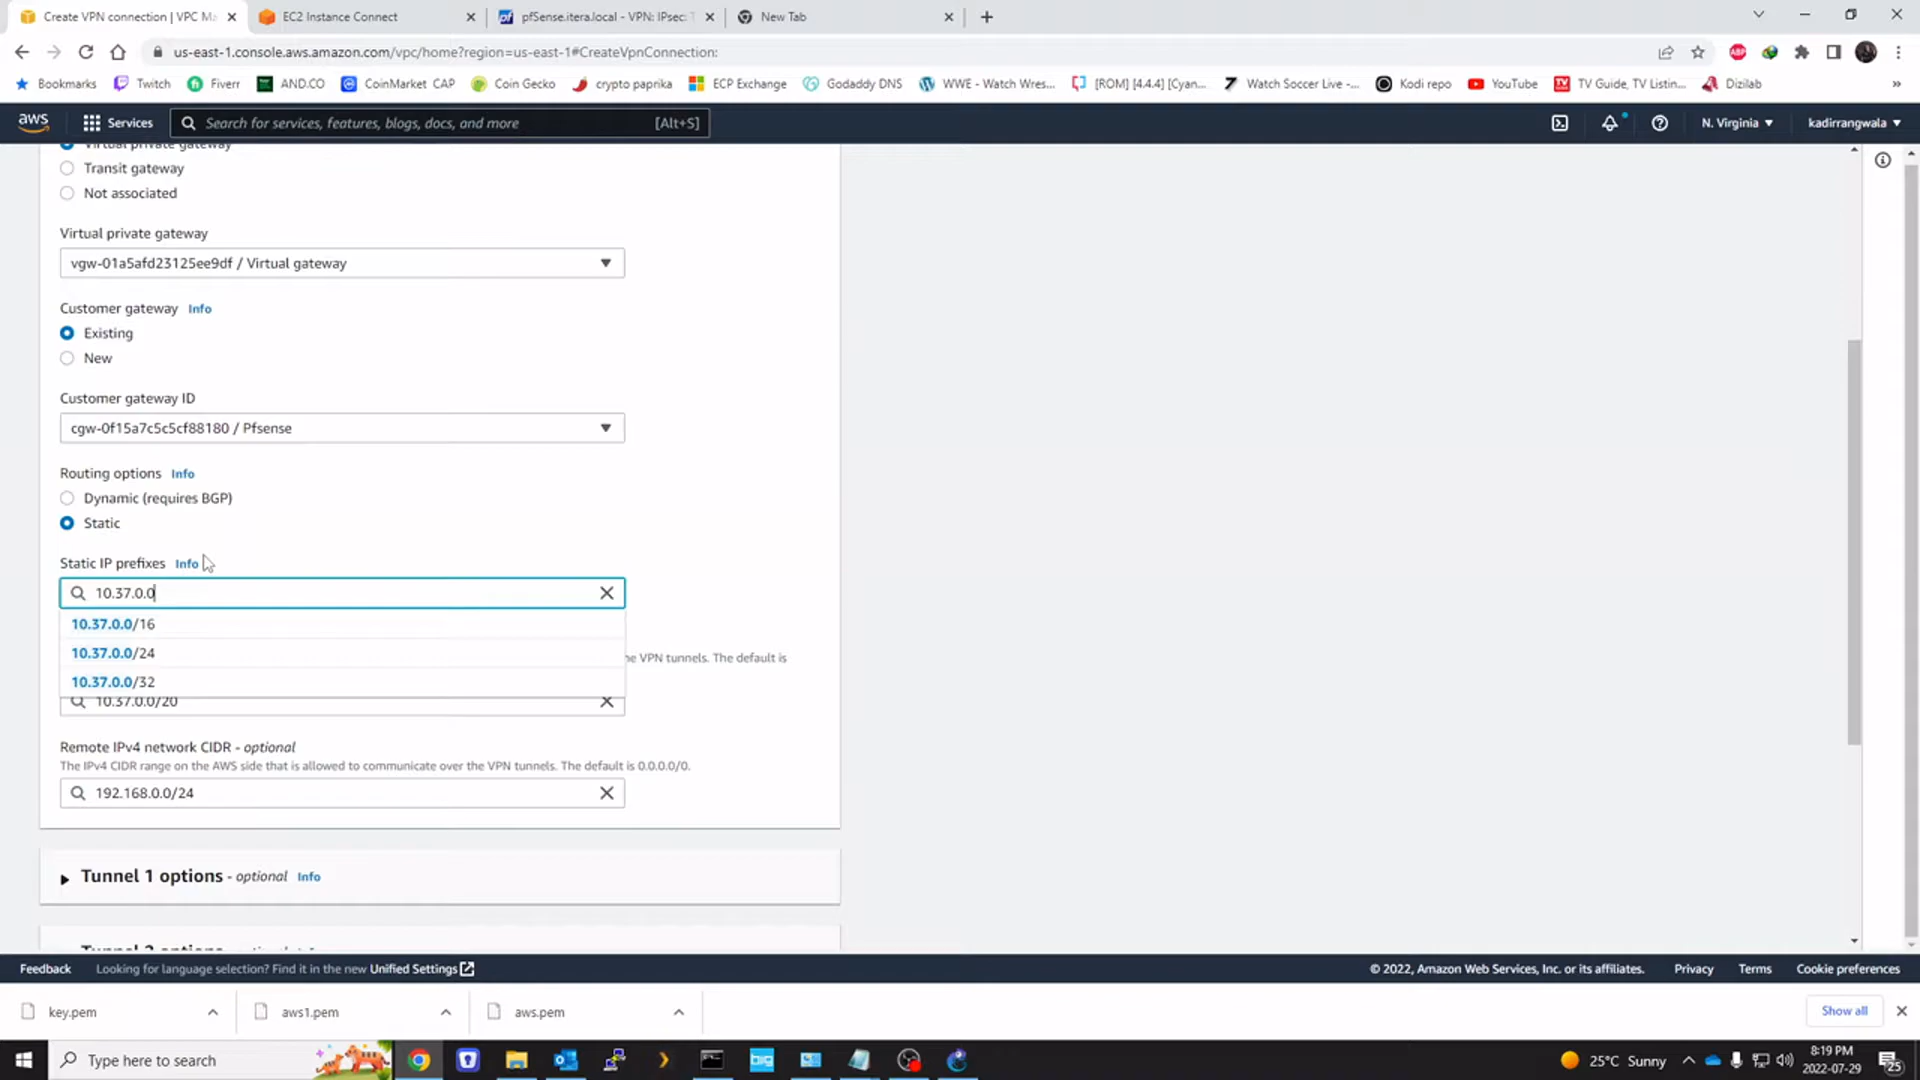 Create VPN connection | VPC Ma
EC2 Instance Connect
pfSense.itera.local - VPN: IPsec: T
New Tab
us-east-1.console.aws.amazon.com/vpc/home?region=us-east-1#CreateVpnConnection:
Bookmarks
Twitch
Fiverr
AND.CO
CoinMarket CAP
Coin Gecko
crypto paprika
ECP Exchange
Godaddy DNS
WWE - Watch Wres...
[ROM] [4.4.4] [Cyan...
Watch Soccer Live -...
Kodi repo
YouTube
TV Guide, TV Listin...
Dizilab
»
aws
Services
Search for services, features, blogs, docs, and more
[Alt+S]
N. Virginia
kadirrangwala
Virtual private gateway
Transit gateway
Not associated
Virtual private gateway
vgw-01a5afd23125ee9df / Virtual gateway
Customer gateway Info
Existing
New
Customer gateway ID
cgw-0f15a7c5c5cf88180 / Pfsense
Routing options Info
Dynamic (requires BGP)
Static
Static IP prefixes Info
10.37.0.0
10.37.0.0/16
10.37.0.0/24
he VPN tunnels. The default is
10.37.0.0/32
10.37.0.0/20
Remote IPv4 network CIDR - optional
The IPv4 CIDR range on the AWS side that is allowed to communicate over the VPN tunnels. The default is 0.0.0.0/0.
192.168.0.0/24
Tunnel 1 options - optional Info
Feedback
Looking for language selection? Find it in the new Unified Settings
© 2022, Amazon Web Services, Inc. or its affiliates.
Privacy
Terms
Cookie preferences
key.pem
aws1.pem
aws.pem
Show all
Type here to search
25°C Sunny
8:19 PM
2022-07-29
25